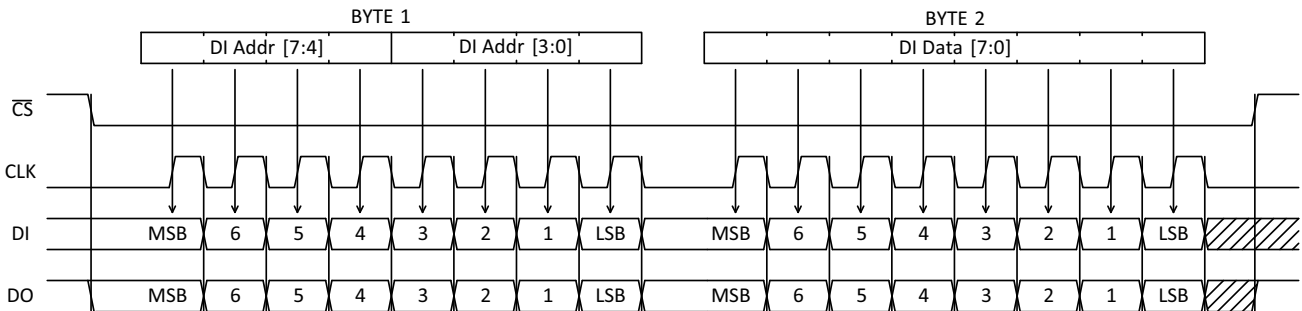 BYTE 1 BYTE 2
DI Addr [7:4] DI Addr [3:0] DI Data [7:0]
CS
CLK
DI MSB 6 5 4 3 2 1 LSB MSB 6 5 4 3 2 1 LSB
DO MSB 6 5 4 3 2 1 LSB MSB 6 5 4 3 2 1 LSB